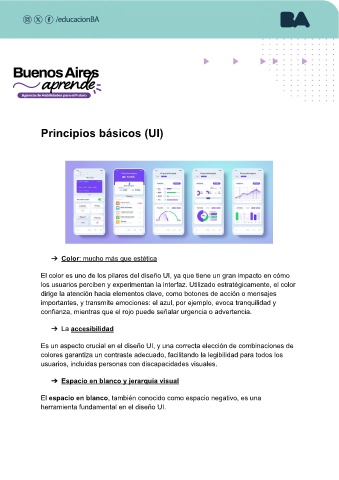 /educacionBA
BA
Buenos Aires
aprende
Agencia de Habilidades para el Futuro
Principios básicos (UI)
➔ Color: mucho más que estética
El color es uno de los pilares del diseño UI, ya que tiene un gran impacto en cómo
los usuarios perciben y experimentan la interfaz. Utilizado estratégicamente, el color
dirige la atención hacia elementos clave, como botones de acción o mensajes
importantes, y transmite emociones: el azul, por ejemplo, evoca tranquilidad y
confianza, mientras que el rojo puede señalar urgencia o advertencia.
➔ La accesibilidad
Es un aspecto crucial en el diseño UI, y una correcta elección de combinaciones de
colores garantiza un contraste adecuado, facilitando la legibilidad para todos los
usuarios, incluidas personas con discapacidades visuales.
➔ Espacio en blanco y jerarquía visual
El espacio en blanco, también conocido como espacio negativo, es una
herramienta fundamental en el diseño UI.